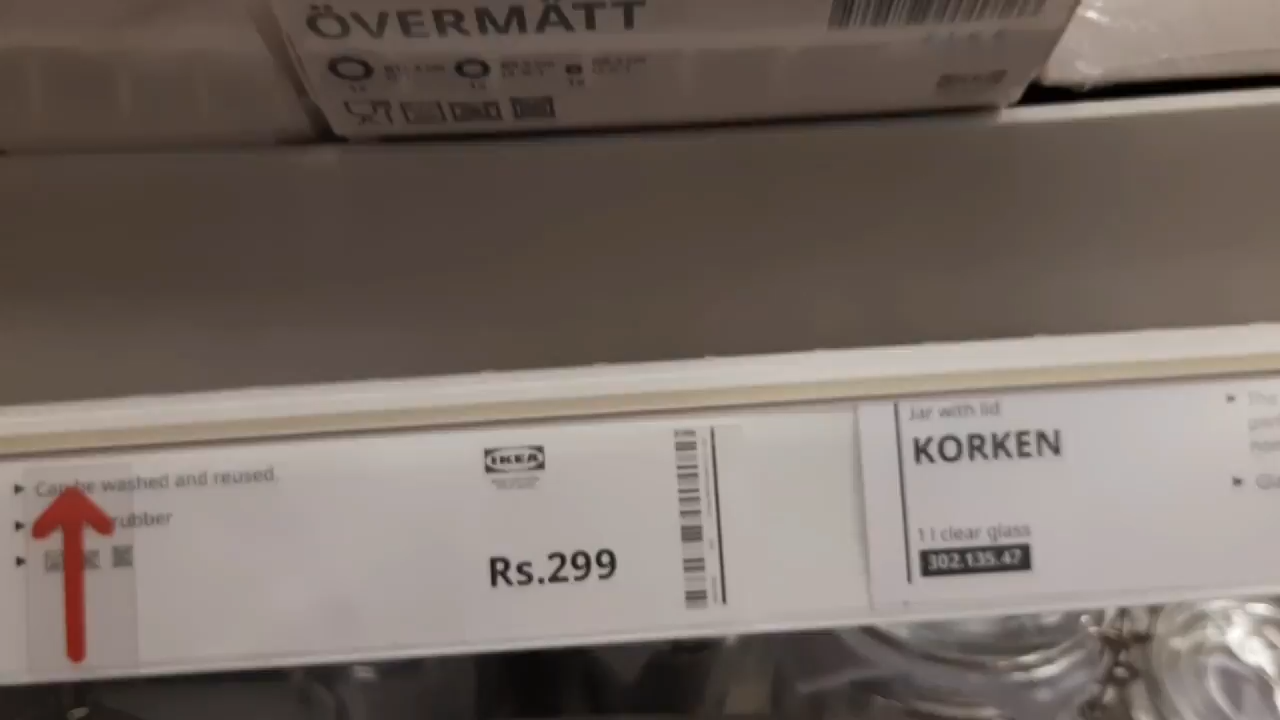 ÖVERMÄTT
Can be washed and reused.
rubber
IKEA
Rs.299
Jar with lid
KORKEN
1 l clear glass
302.135.47
The